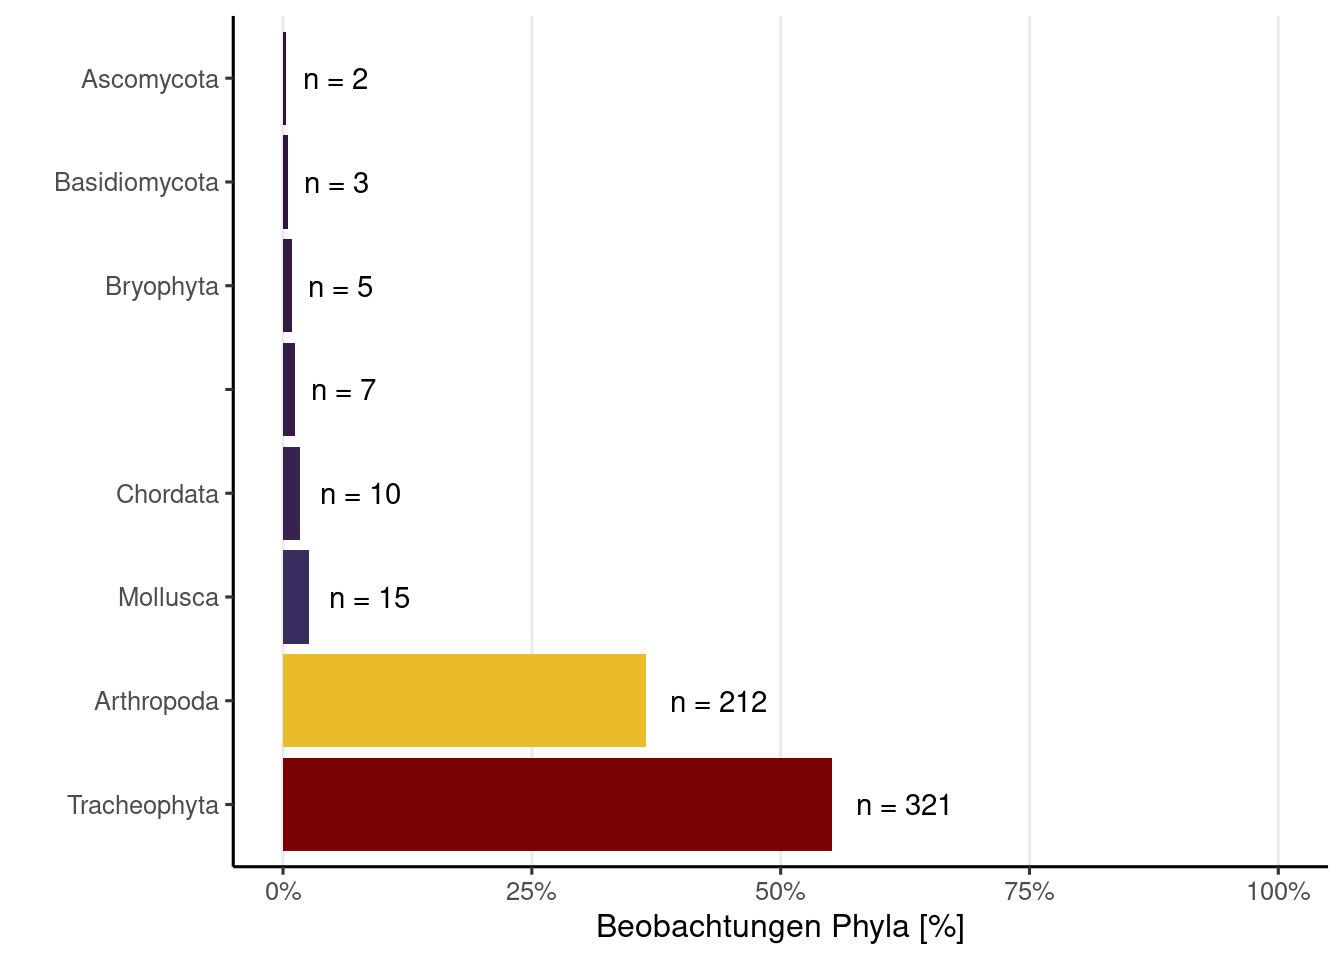 Ascomycota n = 2
Basidiomycota n = 3
Bryophyta n = 5
n = 7
Chordata n = 10
Mollusca n = 15
Arthropoda n = 212
Tracheophyta n = 321
0% 25% 50% 75% 100%
Beobachtungen Phyla [%]